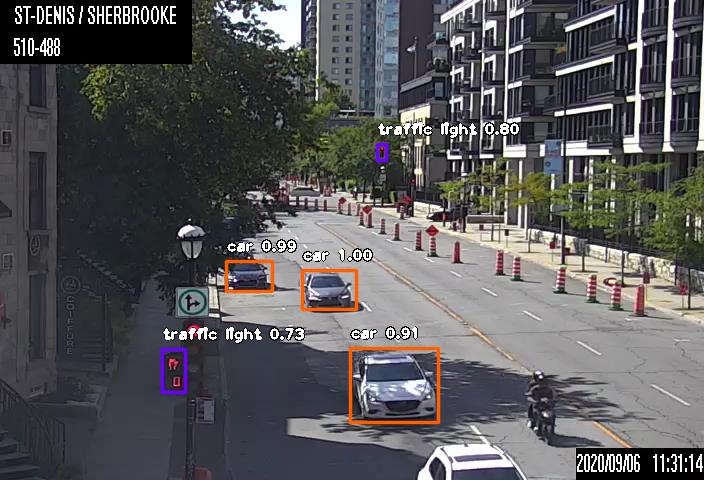 ST-DENIS / SHERBROOKE
510-488
traffic light 0.80
car 0.99
car 1.00
traffic light 0.73
car 0.91
COIFFURE
2020/09/06 11:31:14